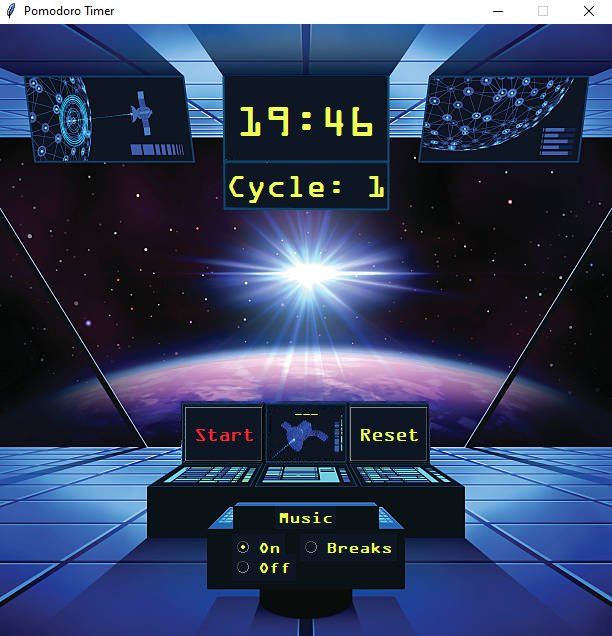 Pomodoro Timer
19:46
Cycle: 1
Start
Reset
Music
On
Breaks
Off